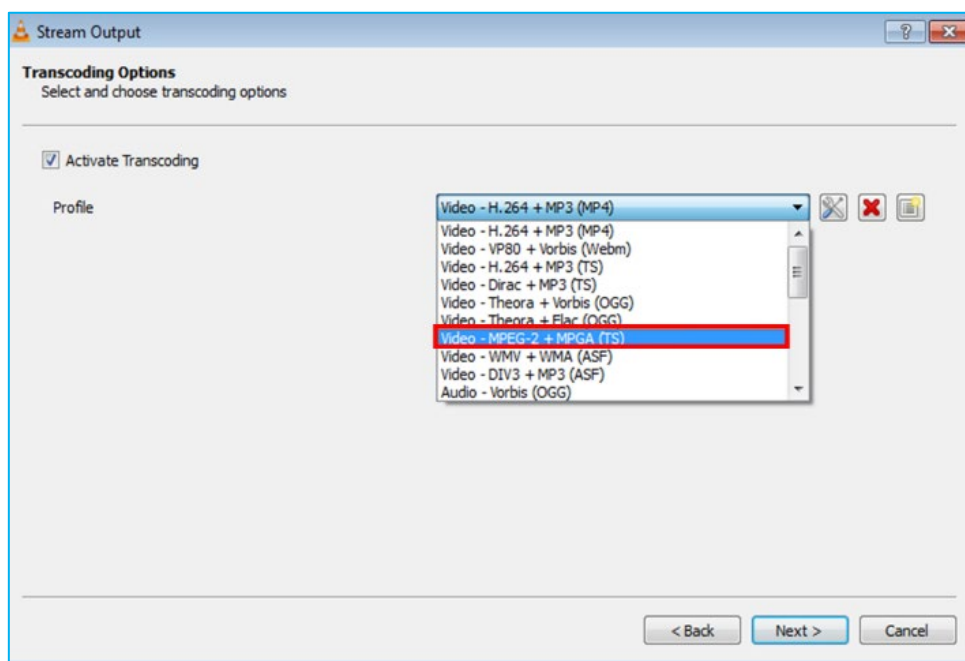 Stream Output
Transcoding Options
Select and choose transcoding options
Activate Transcoding
Profile
Video - H.264 + MP3 (MP4)
Video - H.264 + MP3 (MP4)
Video - VP80 + Vorbis (Webm)
Video - H.264 + MP3 (TS)
Video - Dirac + MP3 (TS)
Video - Theora + Vorbis (OGG)
Video - Theora + Flac (OGG)
Video - MPEG-2 + MPGA (TS)
Video - WMV + WMA (ASF)
Video - DIV3 + MP3 (ASF)
Audio - Vorbis (OGG)
< Back Next > Cancel